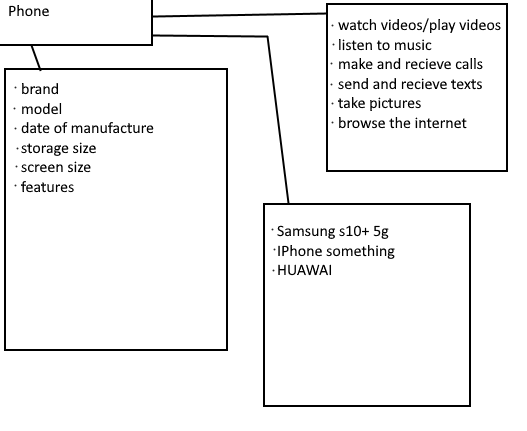 Phone
· brand
· model
· date of manufacture
· storage size
· screen size
· features
· watch videos/play videos
· listen to music
· make and recieve calls
· send and recieve texts
· take pictures
· browse the internet
· Samsung s10+ 5g
· IPhone something
· HUAWAI